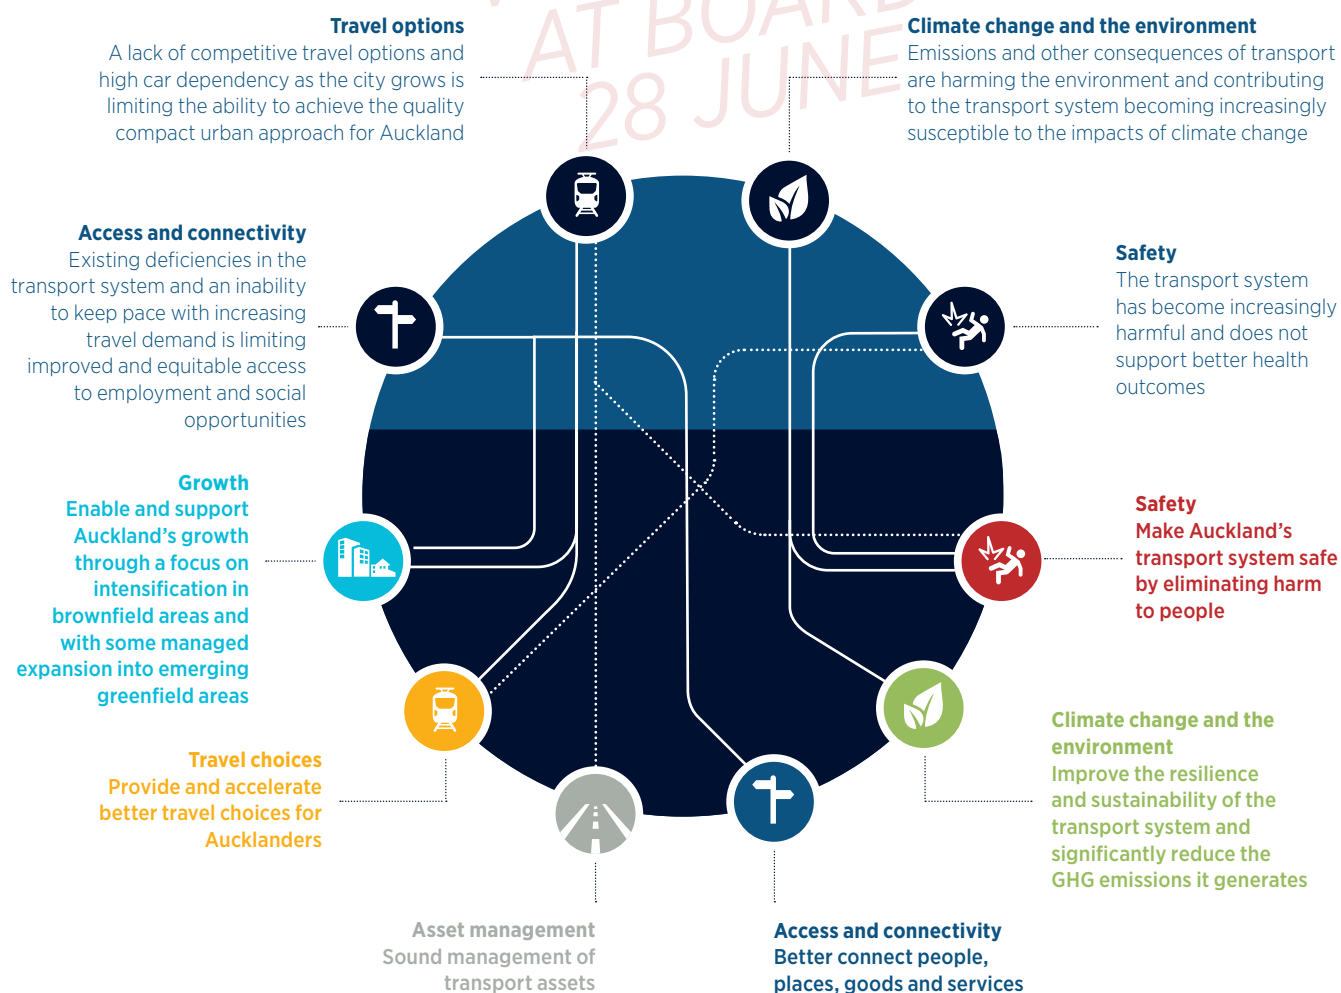 AT BOARD
28 JUNE
Travel options
A lack of competitive travel options and
high car dependency as the city grows is
limiting the ability to achieve the quality
compact urban approach for Auckland
Climate change and the environment
Emissions and other consequences of transport
are harming the environment and contributing
to the transport system becoming increasingly
susceptible to the impacts of climate change
Access and connectivity
Existing deficiencies in the
transport system and an inability
to keep pace with increasing
travel demand is limiting
improved and equitable access
to employment and social
opportunities
Safety
The transport system
has become increasingly
harmful and does not
support better health
outcomes
Growth
Enable and support
Auckland’s growth
through a focus on
intensification in
brownfield areas and
with some managed
expansion into emerging
greenfield areas
Safety
Make Auckland’s
transport system safe
by eliminating harm
to people
Travel choices
Provide and accelerate
better travel choices for
Aucklanders
Climate change and the
environment
Improve the resilience
and sustainability of the
transport system and
significantly reduce the
GHG emissions it generates
Asset management
Sound management of
transport assets
Access and connectivity
Better connect people,
places, goods and services